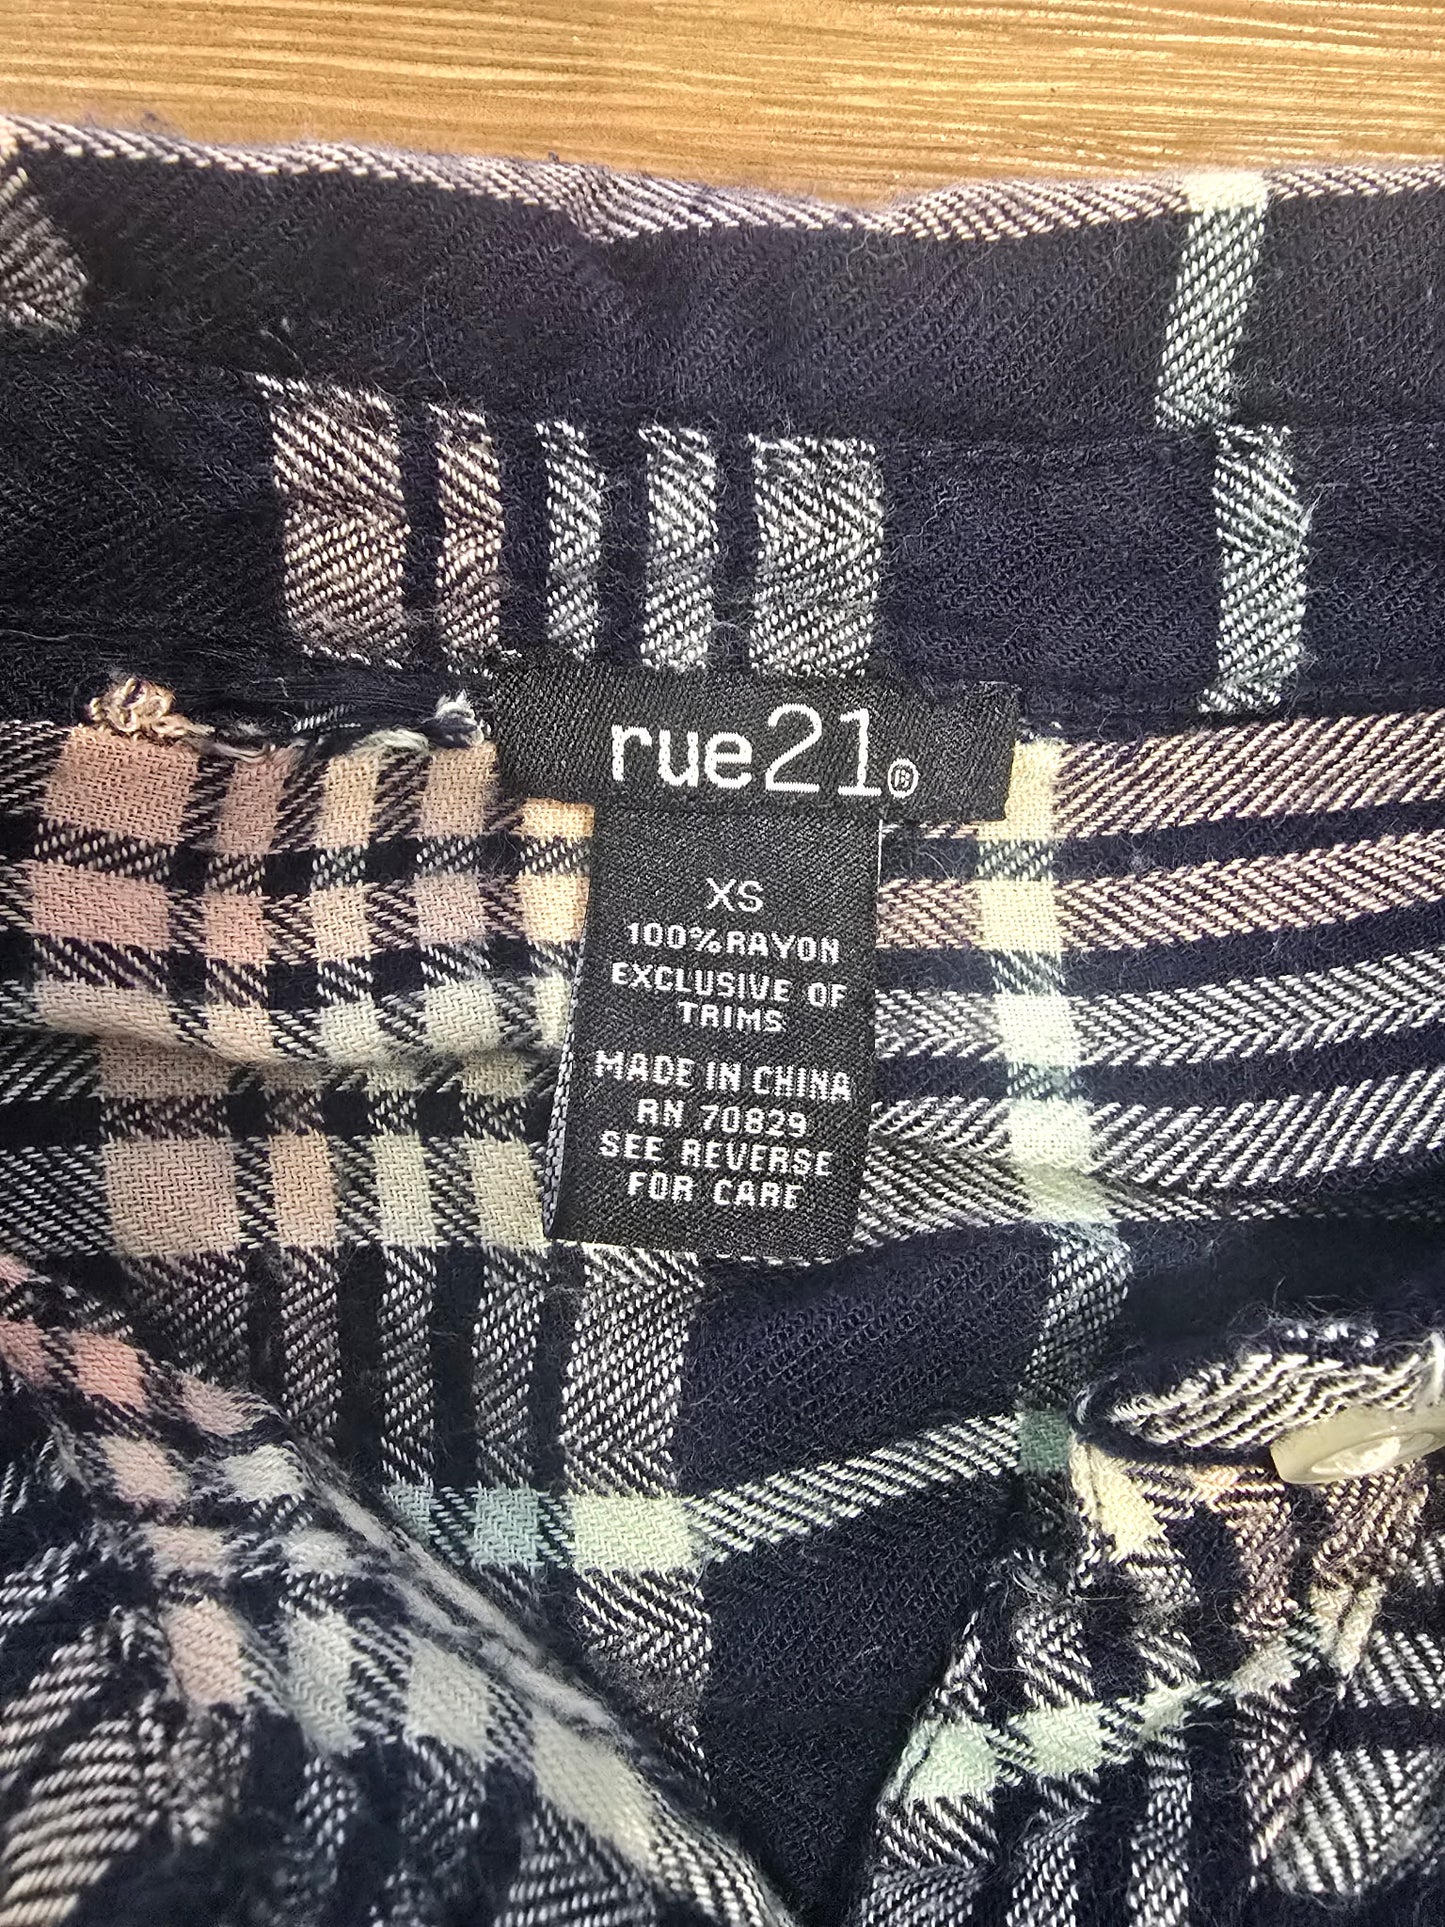 rue21®
XS
100%RAYON
EXCLUSIVE OF
TRIMS
MADE IN CHINA
RN 70829
SEE REVERSE
FOR CARE